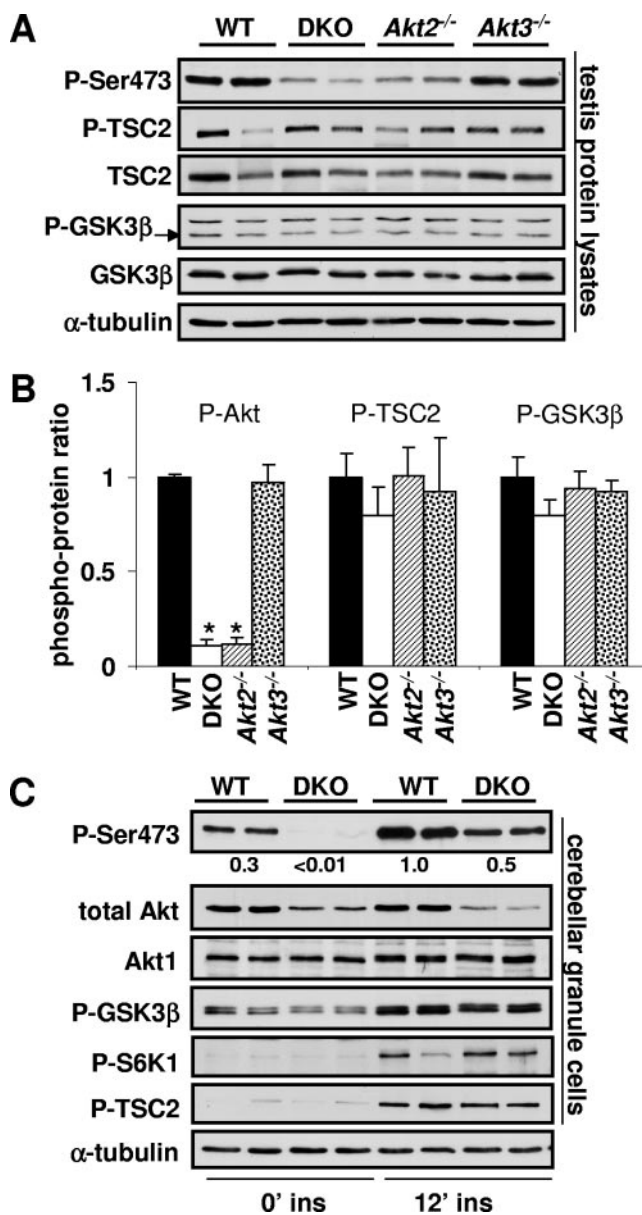 A
WT DKO Akt2-/- Akt3-/-
P-Ser473
P-TSC2
TSC2
P-GSK3β
GSK3β
α-tubulin
testis protein lysates
B
phospho-protein ratio
1.5
1
0.5
0
P-Akt P-TSC2 P-GSK3β
* *
WT DKO Akt2-/- Akt3-/- WT DKO Akt2-/- Akt3-/- WT DKO Akt2-/- Akt3-/-
C
WT DKO WT DKO
P-Ser473
0.3 <0.01 1.0 0.5
total Akt
Akt1
P-GSK3β
P-S6K1
P-TSC2
α-tubulin
cerebellar granule cells
0' ins 12' ins